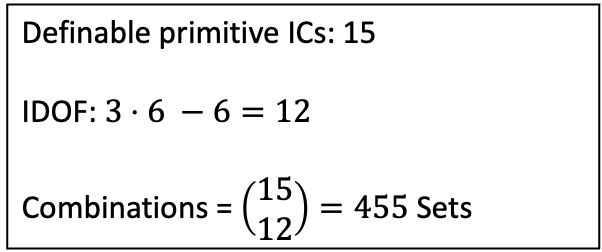 Definable primitive ICs: 15
IDOF: 3 · 6 − 6 = 12
Combinations = (15 12) = 455 Sets